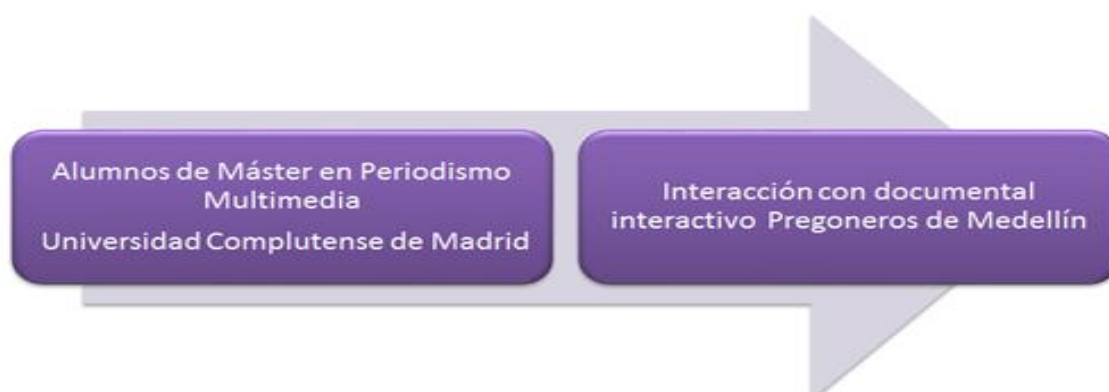 Alumnos de Máster en Periodismo
Multimedia
Universidad Complutense de Madrid
Interacción con documental
interactivo Pregoneros de Medellín